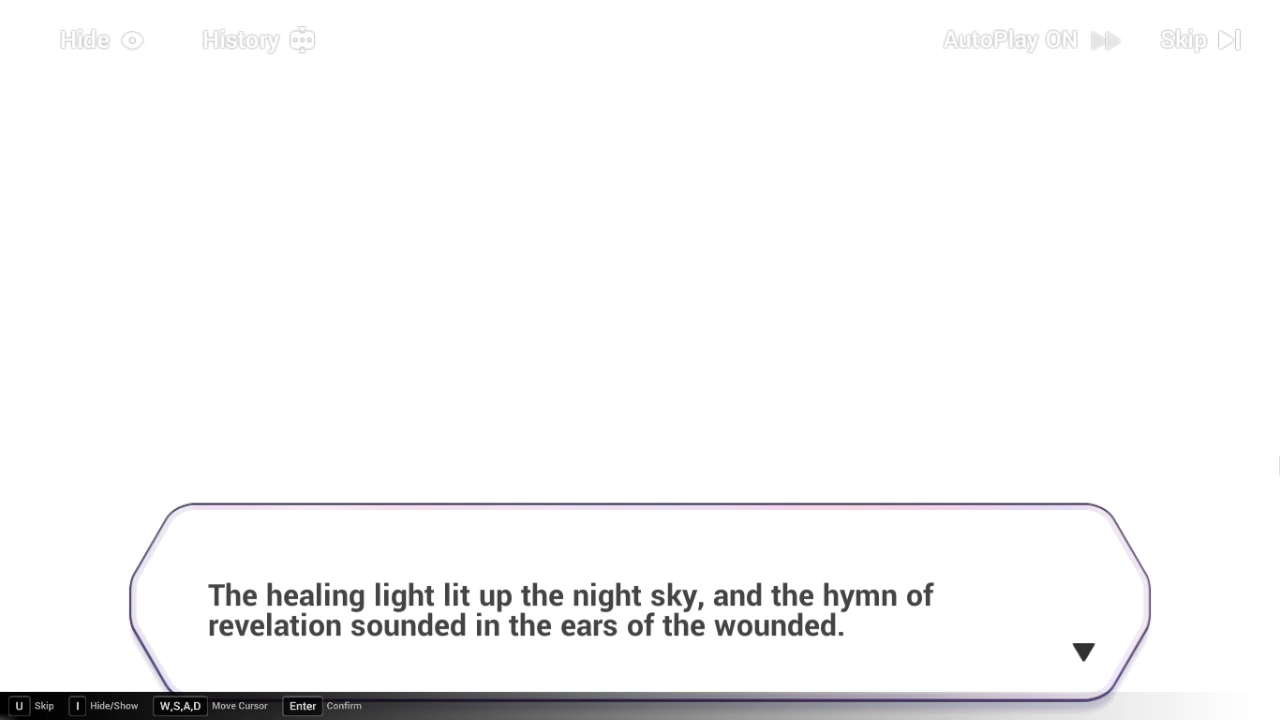 Hide
History
AutoPlay ON
Skip
The healing light lit up the night sky, and the hymn of
revelation sounded in the ears of the wounded.
U Skip I Hide/Show W,S,A,D Move Cursor Enter Confirm